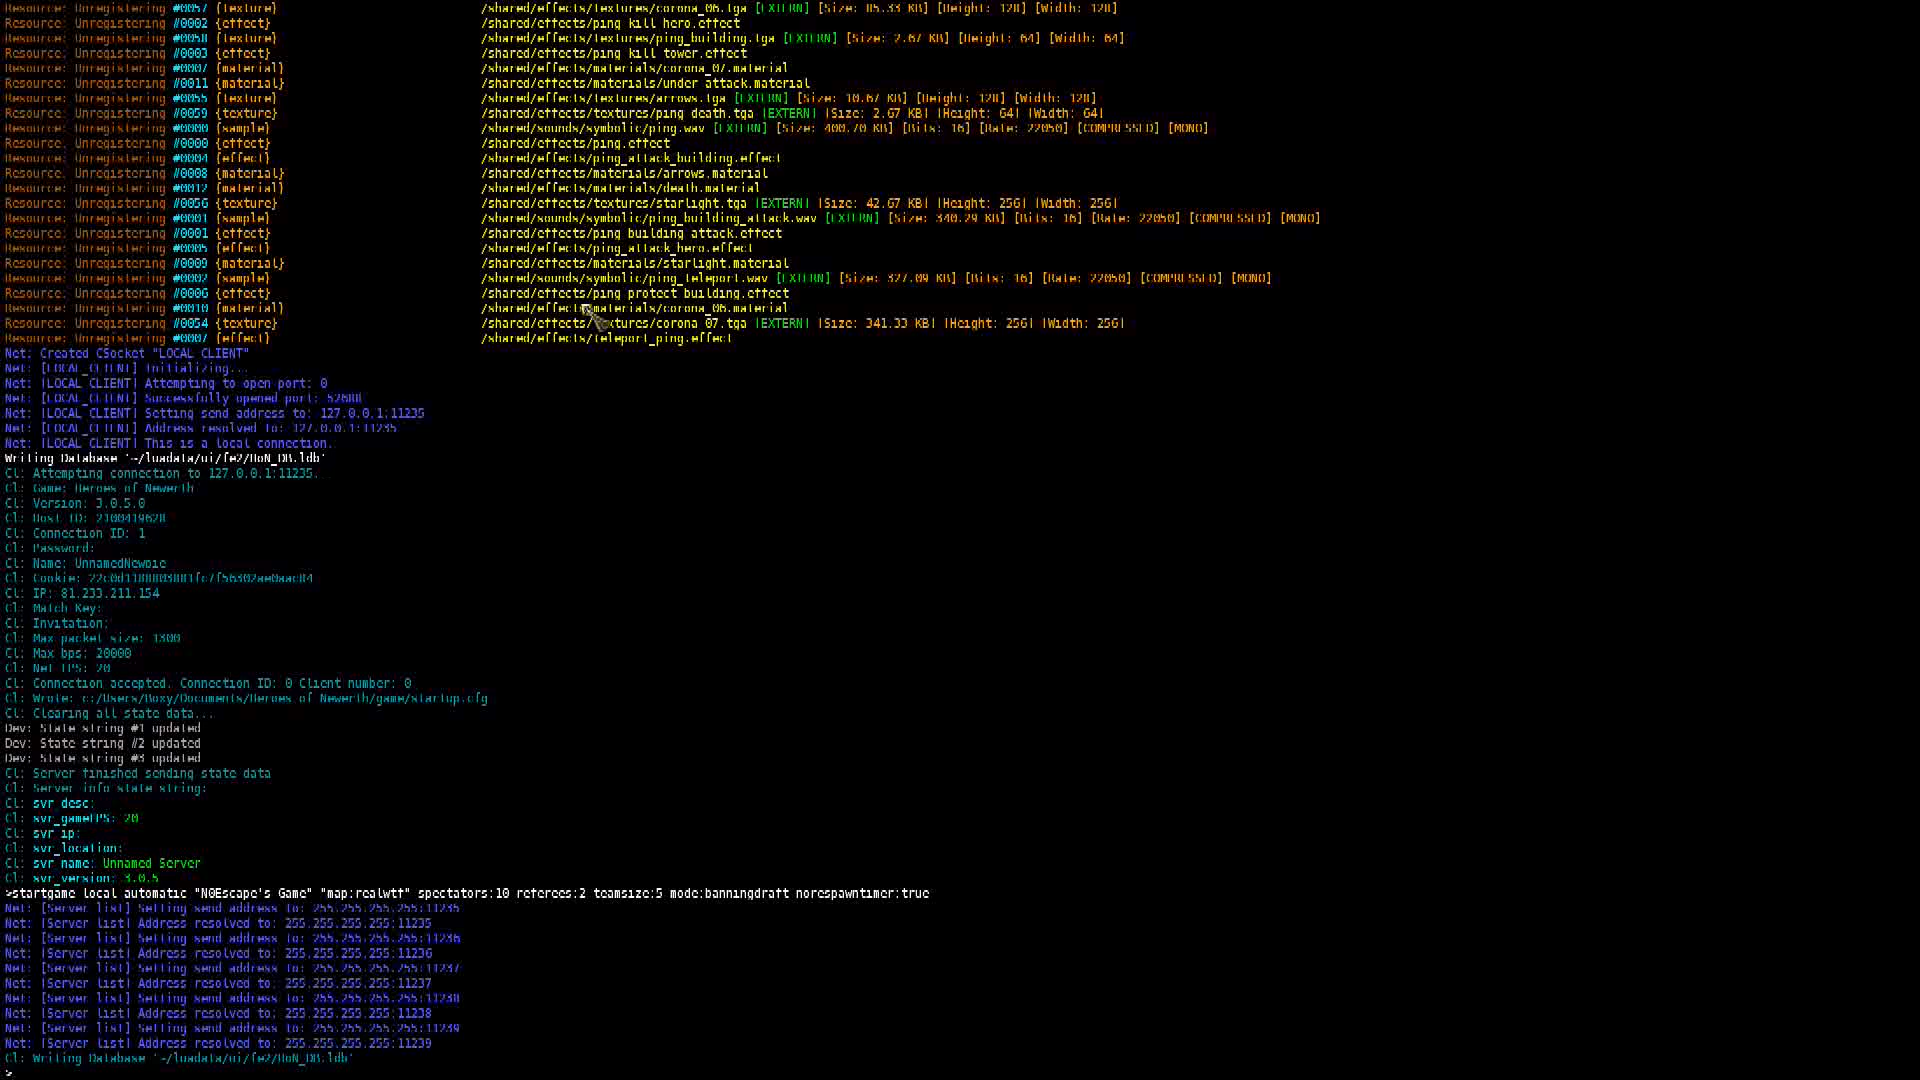 Resource: Unregistering #0057 {texture} /shared/effects/textures/corona_06.tga [EXTERN] [Size: 85.33 KB] [Height: 128] [Width: 128]
Resource: Unregistering #0002 {effect} /shared/effects/ping_kill_hero.effect
Resource: Unregistering #0058 {texture} /shared/effects/textures/ping_building.tga [EXTERN] [Size: 2.67 KB] [Height: 64] [Width: 64]
Resource: Unregistering #0003 {effect} /shared/effects/ping_kill_tower.effect
Resource: Unregistering #0007 {material} /shared/effects/materials/corona_07.material
Resource: Unregistering #0011 {material} /shared/effects/materials/under_attack.material
Resource: Unregistering #0055 {texture} /shared/effects/textures/arrows.tga [EXTERN] [Size: 10.67 KB] [Height: 128] [Width: 128]
Resource: Unregistering #0059 {texture} /shared/effects/textures/ping_death.tga [EXTERN] [Size: 2.67 KB] [Height: 64] [Width: 64]
Resource: Unregistering #0000 {sample} /shared/sounds/symbolic/ping.wav [EXTERN] [Size: 400.70 KB] [Bits: 16] [Rate: 22050] [COMPRESSED] [MONO]
Resource: Unregistering #0000 {effect} /shared/effects/ping.effect
Resource: Unregistering #0004 {effect} /shared/effects/ping_attack_building.effect
Resource: Unregistering #0008 {material} /shared/effects/materials/arrows.material
Resource: Unregistering #0012 {material} /shared/effects/materials/death.material
Resource: Unregistering #0056 {texture} /shared/effects/textures/starlight.tga [EXTERN] [Size: 42.67 KB] [Height: 256] [Width: 256]
Resource: Unregistering #0001 {sample} /shared/sounds/symbolic/ping_building_attack.wav [EXTERN] [Size: 340.29 KB] [Bits: 16] [Rate: 22050] [COMPRESSED] [MONO]
Resource: Unregistering #0001 {effect} /shared/effects/ping_building_attack.effect
Resource: Unregistering #0005 {effect} /shared/effects/ping_attack_hero.effect
Resource: Unregistering #0009 {material} /shared/effects/materials/starlight.material
Resource: Unregistering #0002 {sample} /shared/sounds/symbolic/ping_teleport.wav [EXTERN] [Size: 327.09 KB] [Bits: 16] [Rate: 22050] [COMPRESSED] [MONO]
Resource: Unregistering #0006 {effect} /shared/effects/ping_protect_building.effect
Resource: Unregistering #0010 {material} /shared/effects/materials/corona_06.material
Resource: Unregistering #0054 {texture} /shared/effects/textures/corona_07.tga [EXTERN] [Size: 341.33 KB] [Height: 256] [Width: 256]
Resource: Unregistering #0007 {effect} /shared/effects/teleport_ping.effect
Net: Created CSocket "LOCAL_CLIENT"
Net: [LOCAL_CLIENT] Initializing...
Net: [LOCAL_CLIENT] Attempting to open port: 0
Net: [LOCAL_CLIENT] Successfully opened port: 52688
Net: [LOCAL_CLIENT] Setting send address to: 127.0.0.1:11235
Net: [LOCAL_CLIENT] Address resolved to: 127.0.0.1:11235
Net: [LOCAL_CLIENT] This is a local connection.
Writing Database '~/luadata/ui/fe2/HoN_DB.ldb'
Cl: Attempting connection to 127.0.0.1:11235...
Cl: Game: Heroes of Newerth
Cl: Version: 3.0.5.0
Cl: Host ID: 2100419628
Cl: Connection ID: 1
Cl: Password:
Cl: Name: UnnamedNewbie
Cl: Cookie:
Cl: IP: 81.233.211.154
Cl: Match Key:
Cl: Invitation:
Cl: Max packet size: 1300
Cl: Max bps: 20000
Cl: Net FPS: 20
Cl: Connection accepted. Connection ID: 0 Client number: 0
Cl: Wrote: c:/Users/Boxy/Documents/Heroes of Newerth/game/startup.cfg
Cl: Clearing all state data...
Dev: State string #1 updated
Dev: State string #2 updated
Dev: State string #3 updated
Cl: Server finished sending state data
Cl: Server info state string:
Cl: svr_desc:
Cl: svr_gameFPS: 20
Cl: svr_ip:
Cl: svr_location:
Cl: svr_name: Unnamed Server
Cl: svr_version: 3.0.5
>startgame local automatic "N0Escape's Game" "map:realwtf" spectators:10 referees:2 teamsize:5 mode:banningdraft norespawntimer:true
Net: [Server list] Setting send address to: 255.255.255.255:11235
Net: [Server list] Address resolved to: 255.255.255.255:11235
Net: [Server list] Setting send address to: 255.255.255.255:11236
Net: [Server list] Address resolved to: 255.255.255.255:11236
Net: [Server list] Setting send address to: 255.255.255.255:11237
Net: [Server list] Address resolved to: 255.255.255.255:11237
Net: [Server list] Setting send address to: 255.255.255.255:11238
Net: [Server list] Address resolved to: 255.255.255.255:11238
Net: [Server list] Setting send address to: 255.255.255.255:11239
Net: [Server list] Address resolved to: 255.255.255.255:11239
Cl: Writing Database '~/luadata/ui/fe2/HoN_DB.ldb'
>